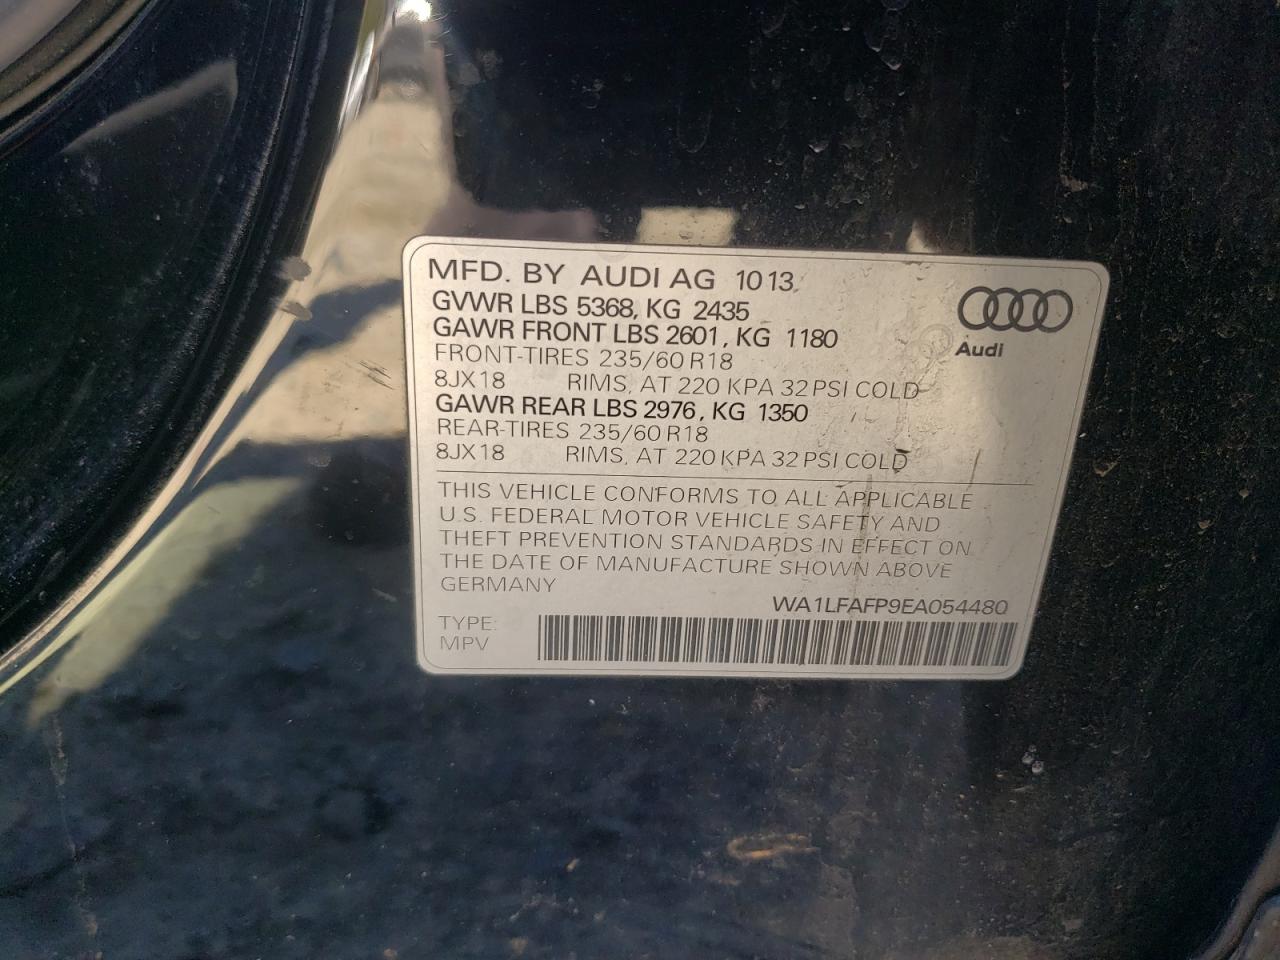 MFD. BY AUDI AG 10 13
GVWR LBS 5368, KG 2435
GAWR FRONT LBS 2601, KG 1180
FRONT-TIRES 235/60 R18
8JX18 RIMS, AT 220 KPA 32 PSI COLD
GAWR REAR LBS 2976, KG 1350
REAR-TIRES 235/60 R18
8JX18 RIMS, AT 220 KPA 32 PSI COLD
Audi
THIS VEHICLE CONFORMS TO ALL APPLICABLE
U.S. FEDERAL MOTOR VEHICLE SAFETY AND
THEFT PREVENTION STANDARDS IN EFFECT ON
THE DATE OF MANUFACTURE SHOWN ABOVE
GERMANY
WA1LFAFP9EA054480
TYPE:
MPV